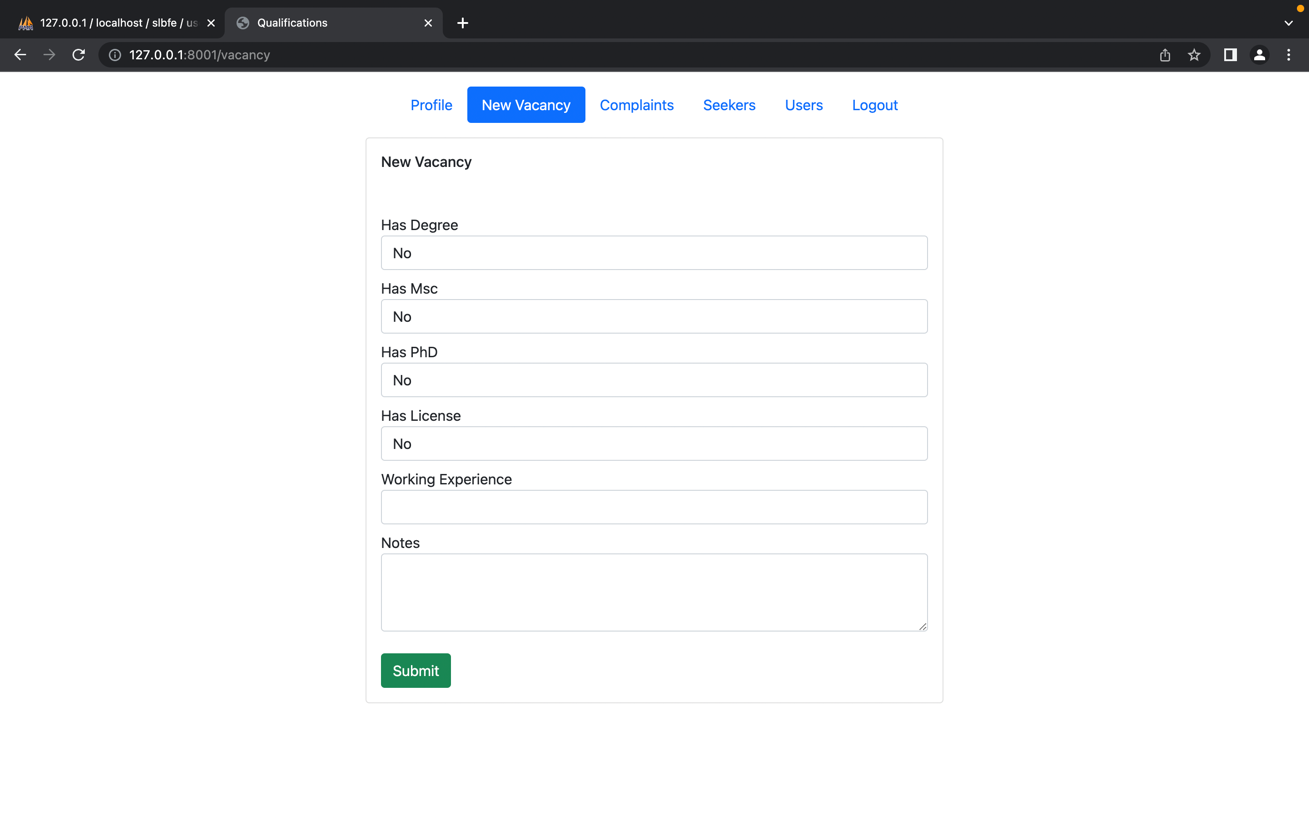 127.0.0.1 / localhost / slbfe / us
Qualifications
127.0.0.1:8001/vacancy
Profile New Vacancy Complaints Seekers Users Logout
New Vacancy
Has Degree
No
Has Msc
No
Has PhD
No
Has License
No
Working Experience
Notes
Submit